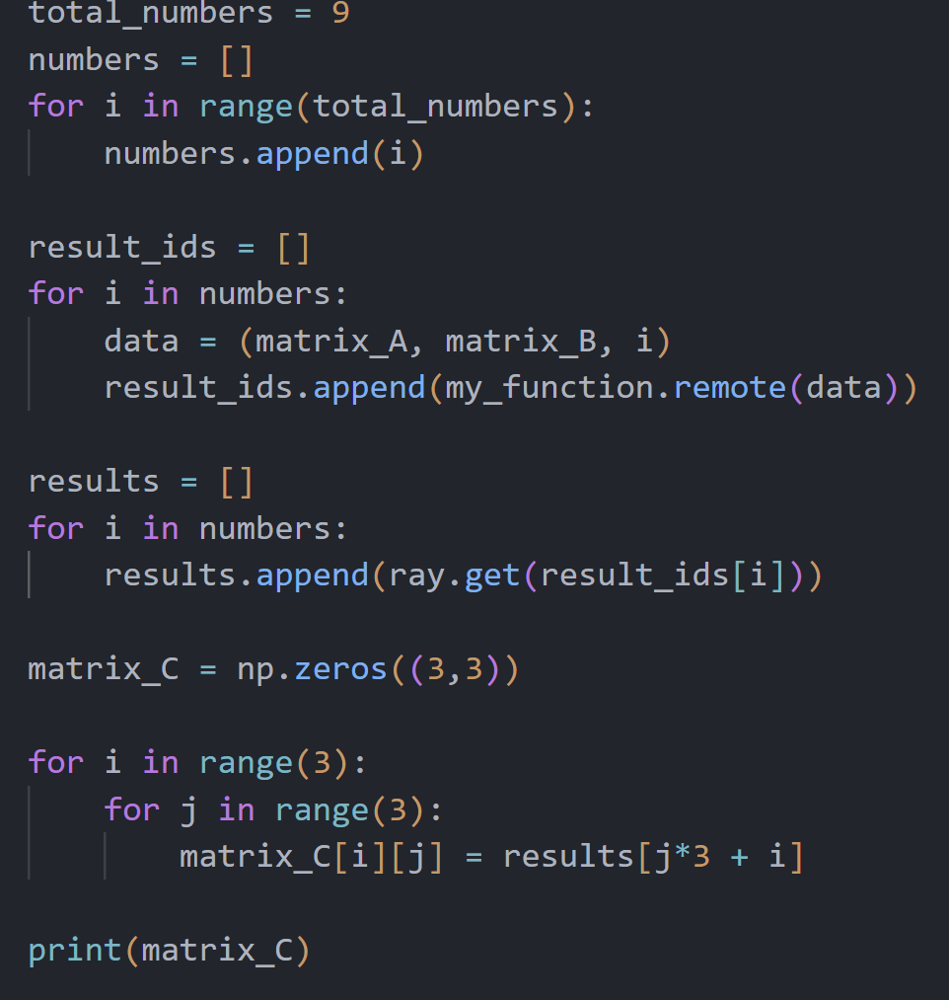 total_numbers = 9
numbers = []
for i in range(total_numbers):
    numbers.append(i)

result_ids = []
for i in numbers:
    data = (matrix_A, matrix_B, i)
    result_ids.append(my_function.remote(data))

results = []
for i in numbers:
    results.append(ray.get(result_ids[i]))

matrix_C = np.zeros((3,3))

for i in range(3):
    for j in range(3):
        matrix_C[i][j] = results[j*3 + i]

print(matrix_C)